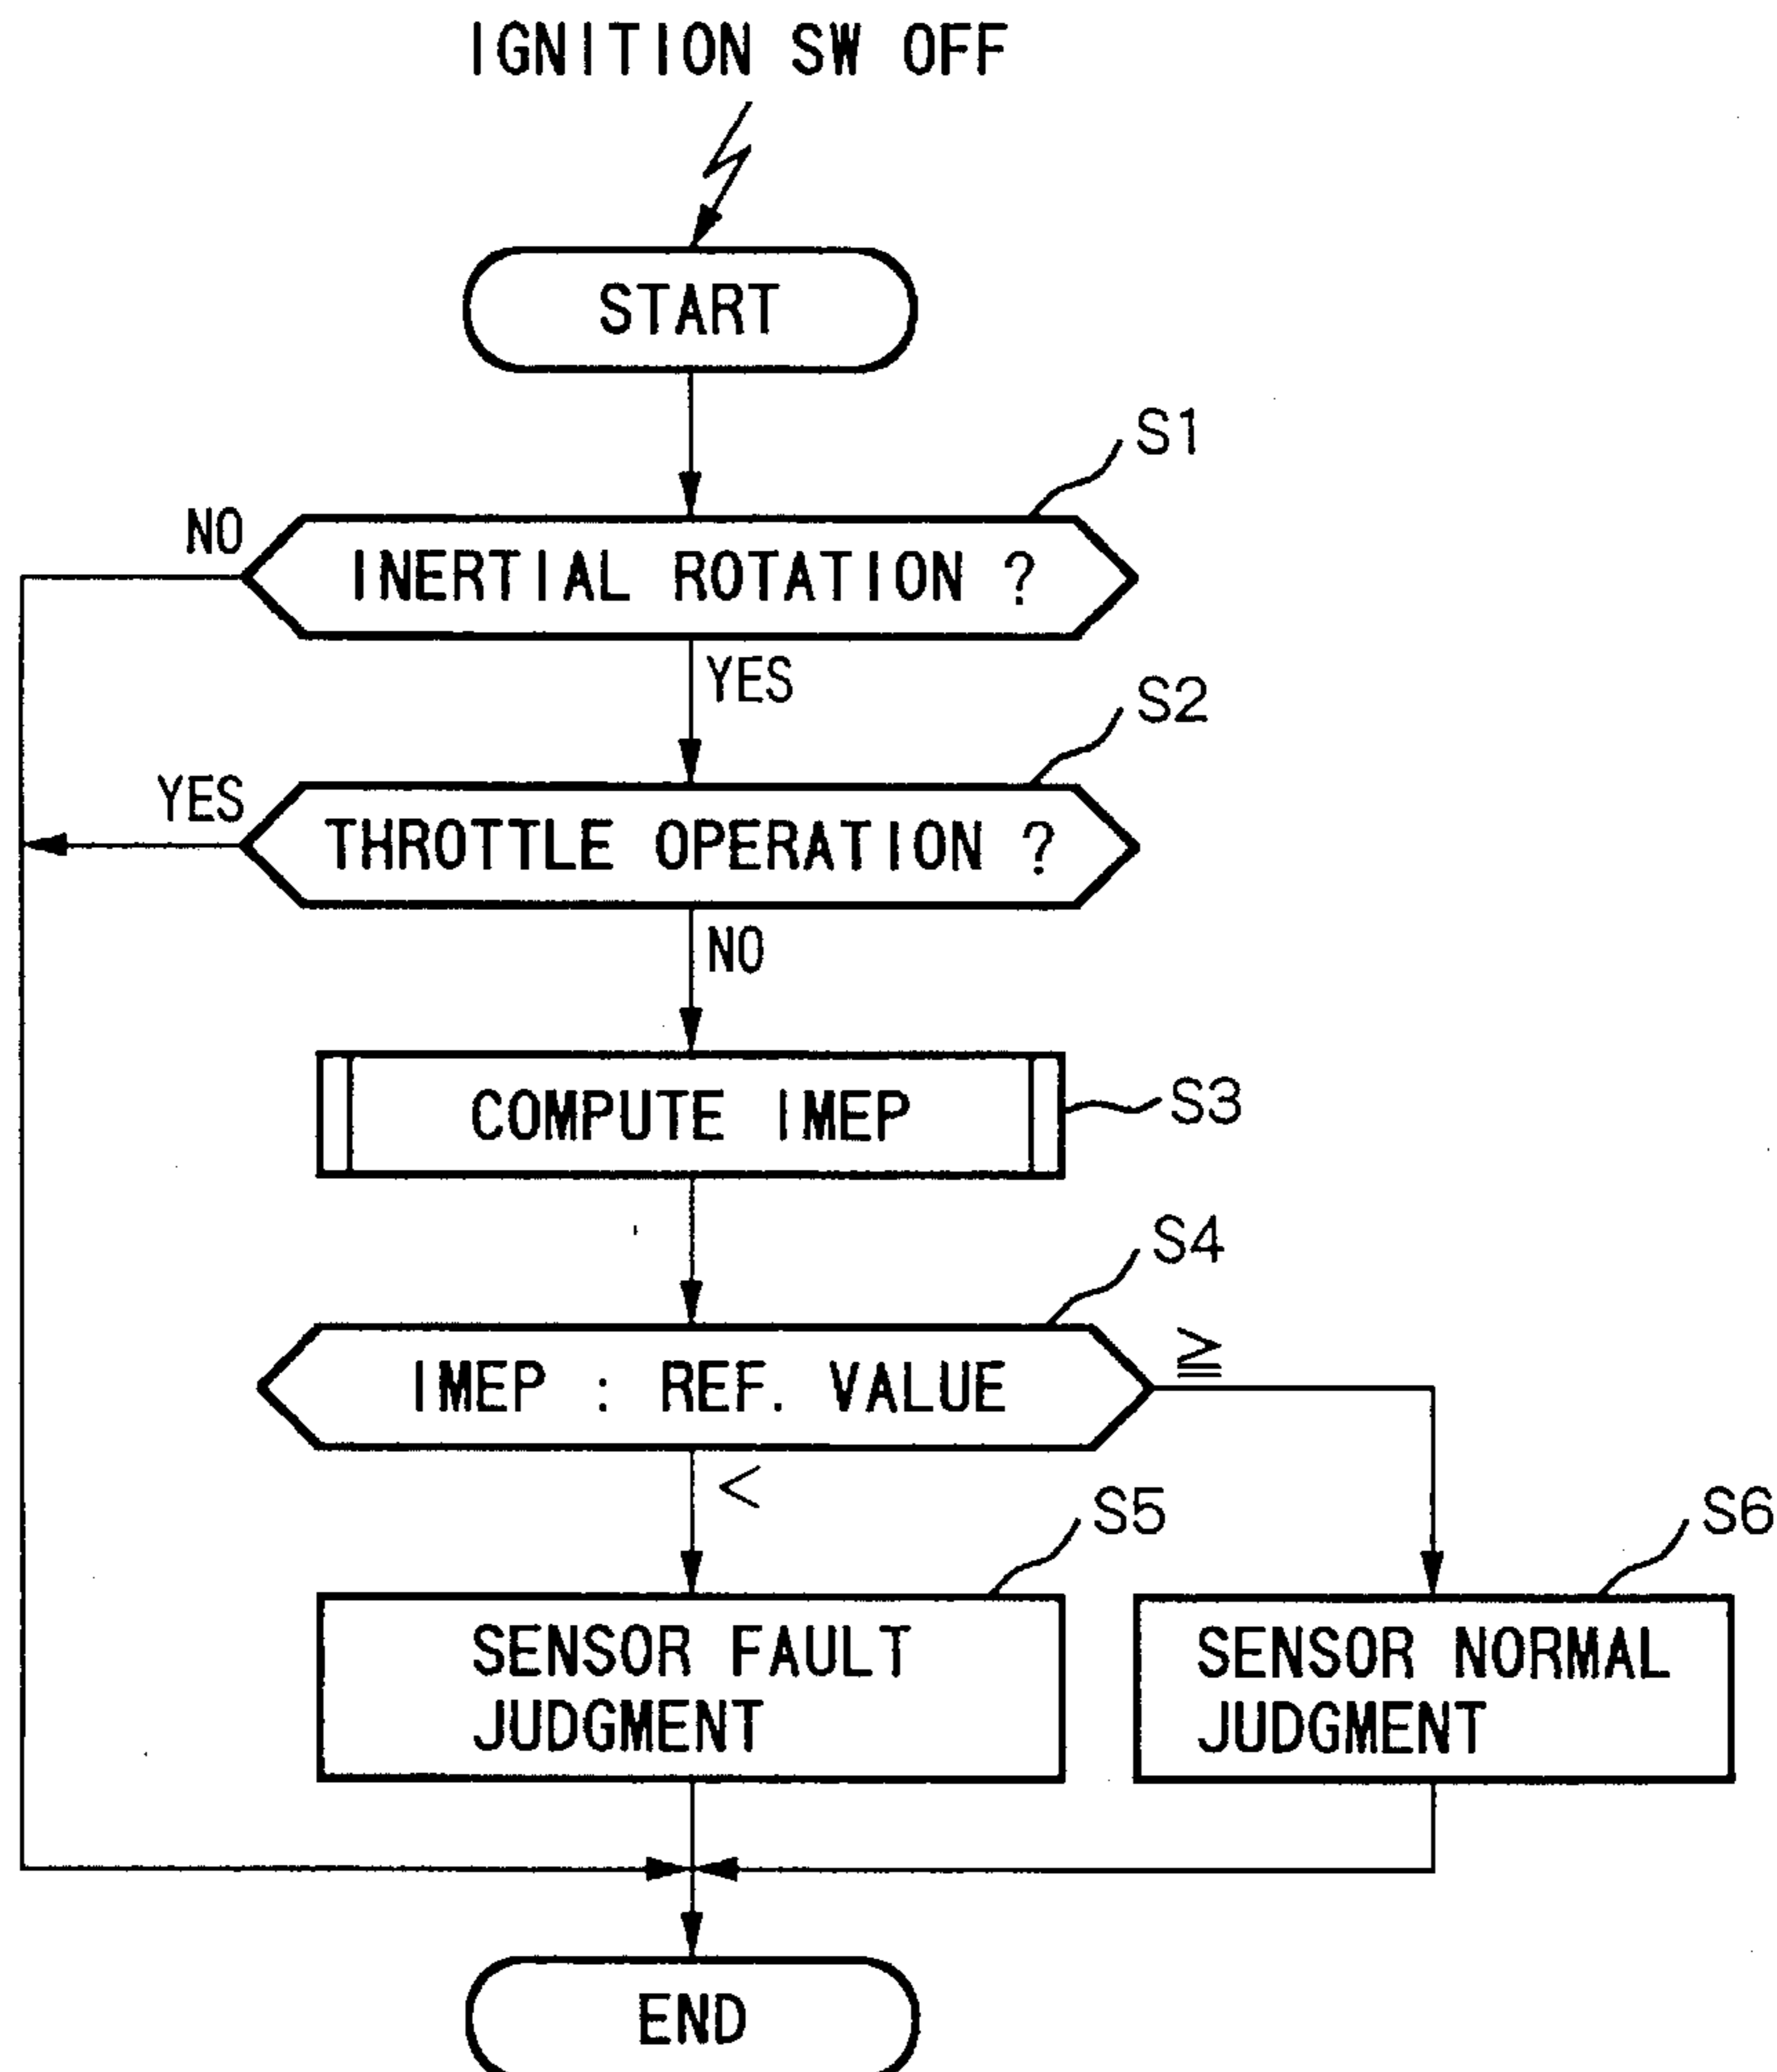 IGNITION SW OFF
START
S1
NO
INERTIAL ROTATION ?
YES
S2
YES
THROTTLE OPERATION ?
NO
COMPUTE IMEP
S3
S4
IMEP : REF. VALUE
≧
<
S5
S6
SENSOR FAULT
JUDGMENT
SENSOR NORMAL
JUDGMENT
END